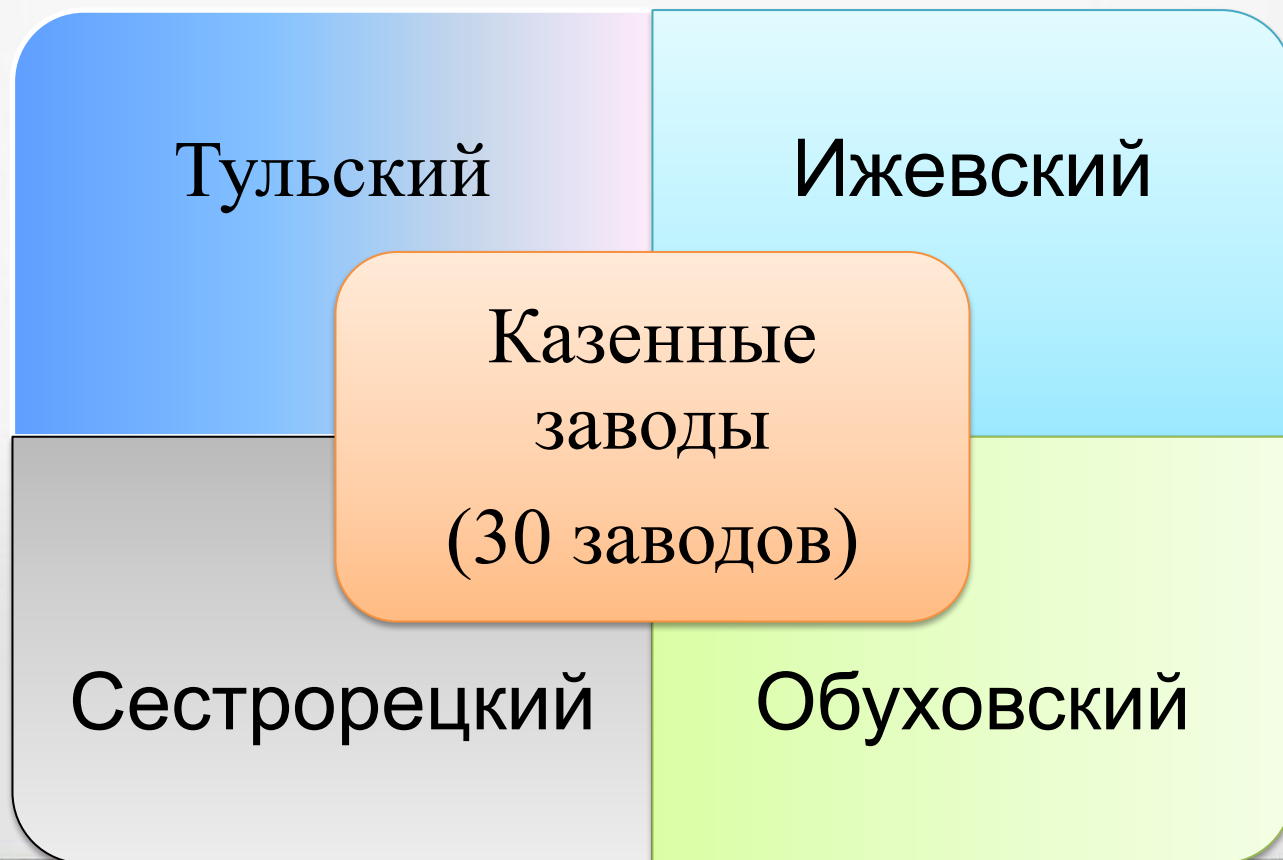 Тульский
Ижевский
Казенные
заводы
(30 заводов)
Сестрорецкий
Обуховский